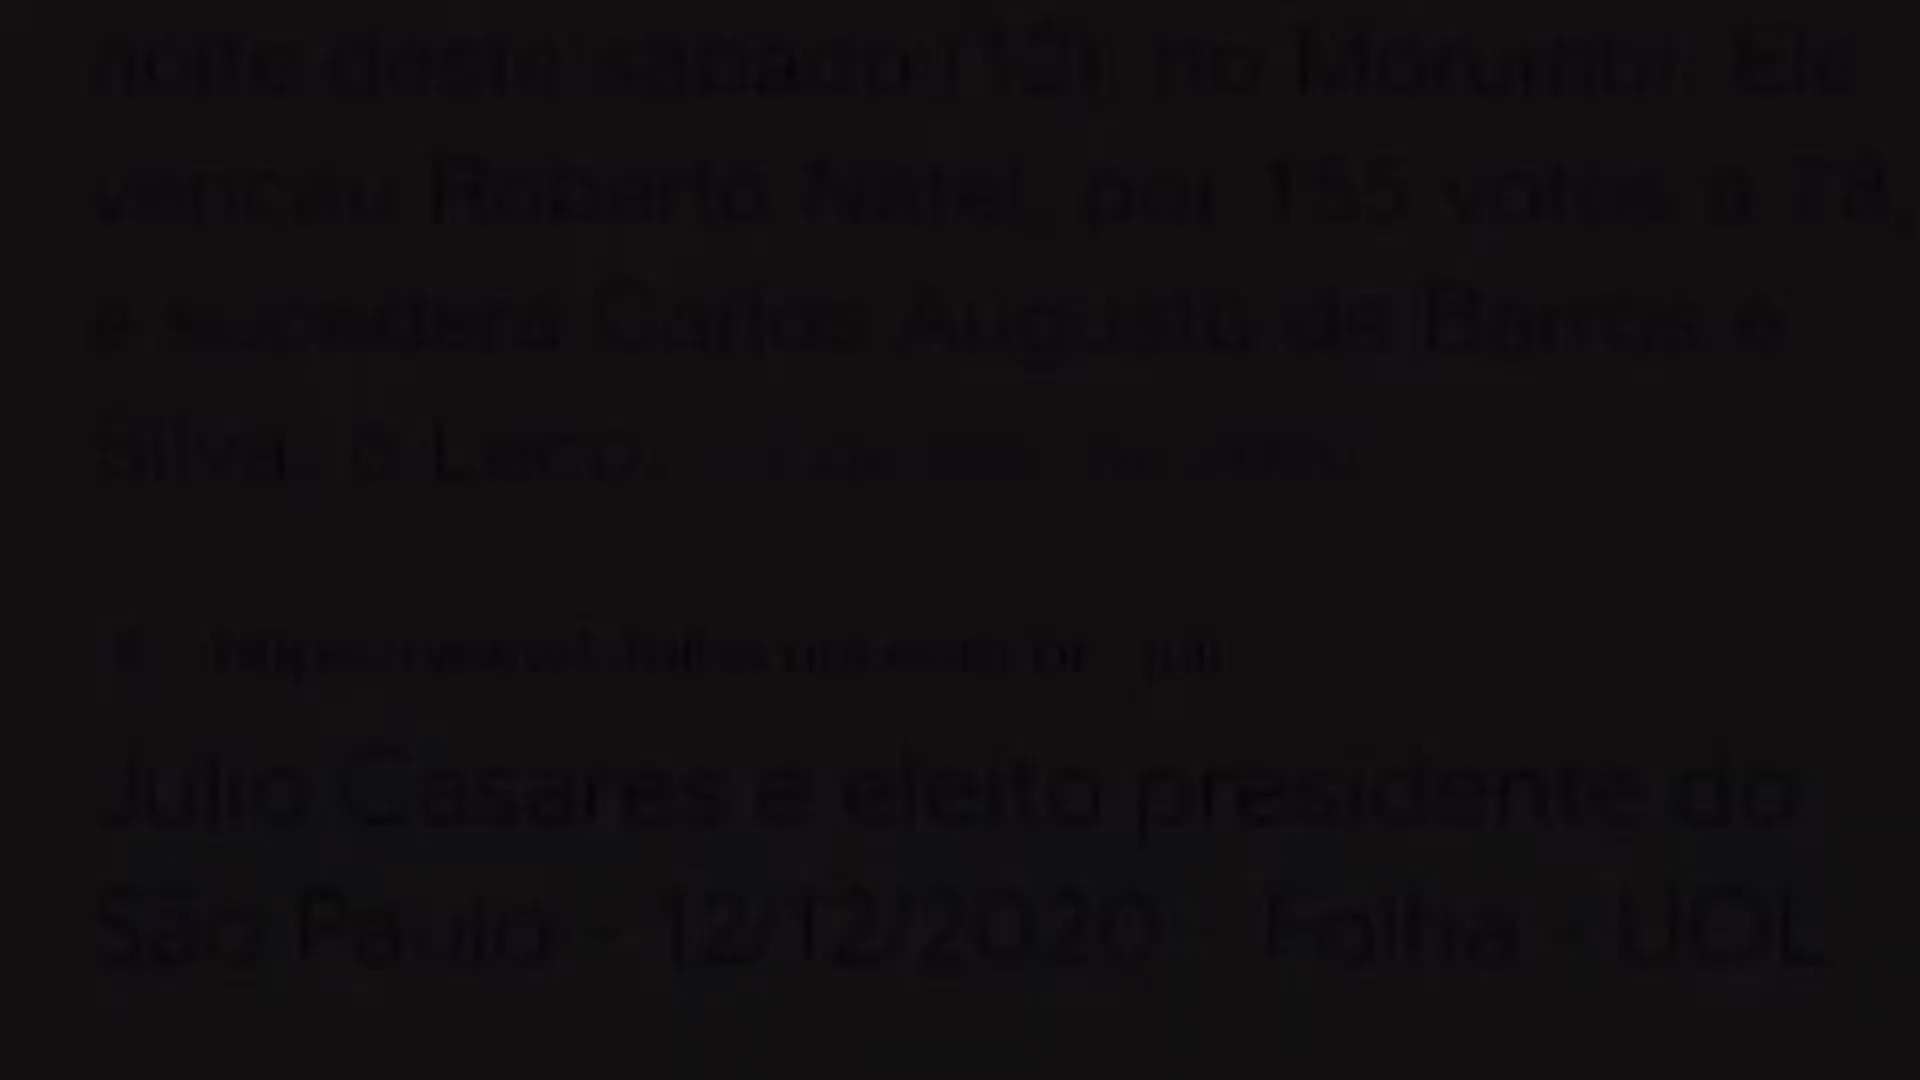 noite deste sábado (12), no Morumbi. Ele
venceu Roberto Natel, por 155 votos a 78,
e sucederá Carlos Augusto de Barros e
Silva, o Leco.
Julio Casares é eleito presidente do
São Paulo - 12/12/2020 - Folha - UOL